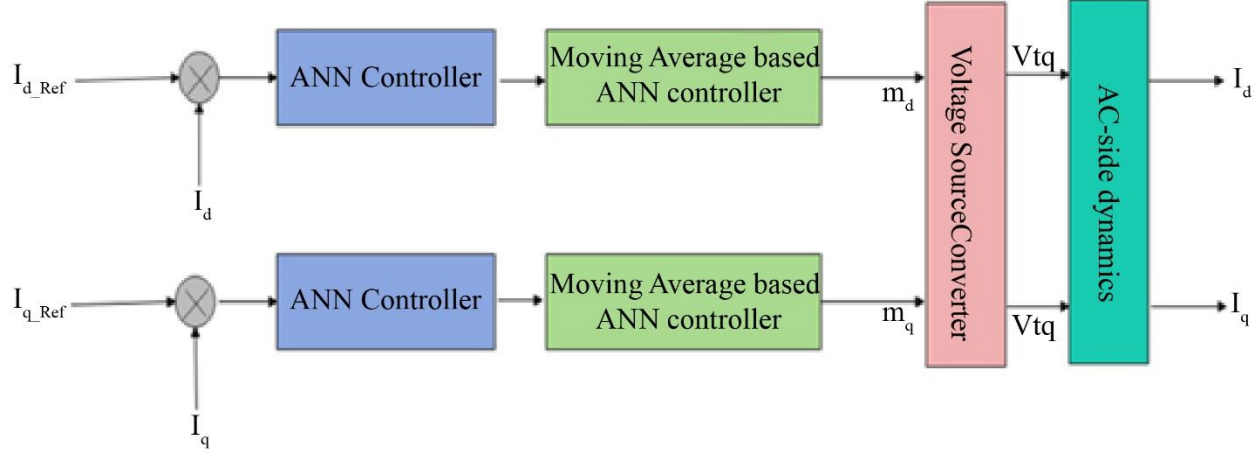 I_d_Ref
ANN Controller
Moving Average based
ANN controller
m_d
Voltage SourceConverter
Vtq
AC-side dynamics
I_d
I_d
I_q_Ref
ANN Controller
Moving Average based
ANN controller
m_q
Vtq
I_q
I_q